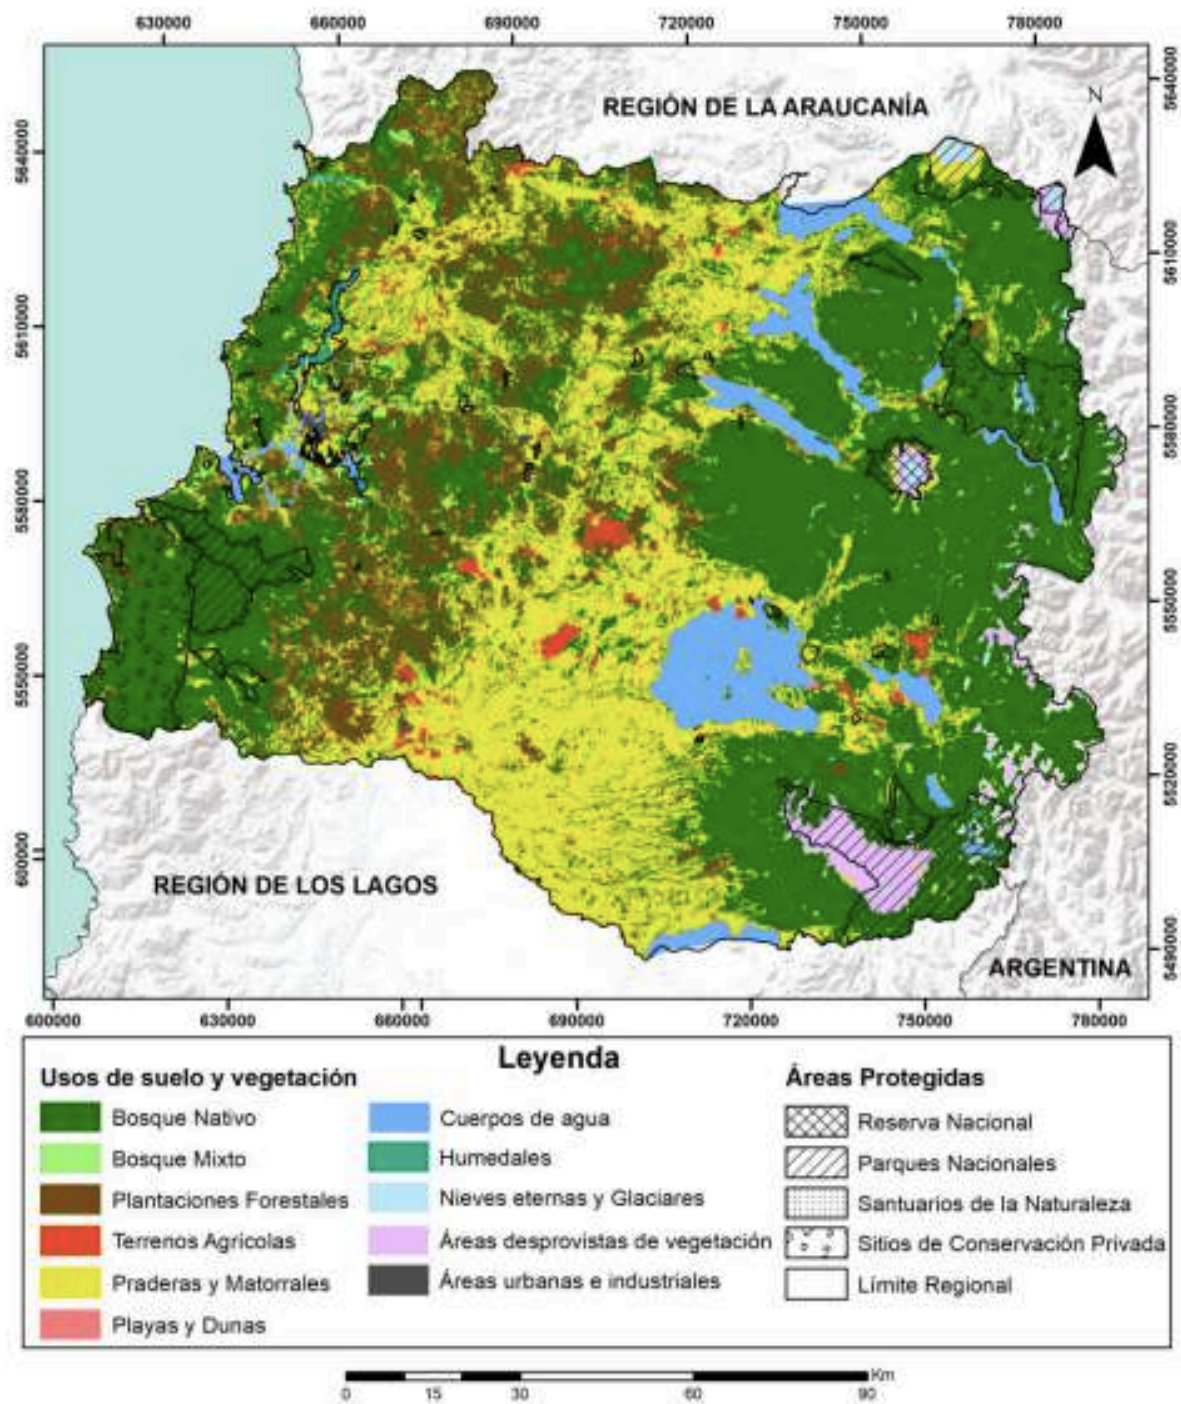 630000 660000 690000 720000 750000 780000
REGIÓN DE LA ARAUCANÍA
N
5640000
5640000
5610000
5610000
5580000
5580000
5550000
5550000
5520000
600000
5490000
REGIÓN DE LOS LAGOS
ARGENTINA
600000 630000 660000 690000 720000 750000 780000
Leyenda
Usos de suelo y vegetación
Bosque Nativo
Bosque Mixto
Plantaciones Forestales
Terrenos Agrícolas
Praderas y Matorrales
Playas y Dunas
Cuerpos de agua
Humedales
Nieves eternas y Glaciares
Áreas desprovistas de vegetación
Áreas urbanas e industriales
Áreas Protegidas
Reserva Nacional
Parques Nacionales
Santuarios de la Naturaleza
Sitios de Conservación Privada
Límite Regional
Km
0 15 30 60 90